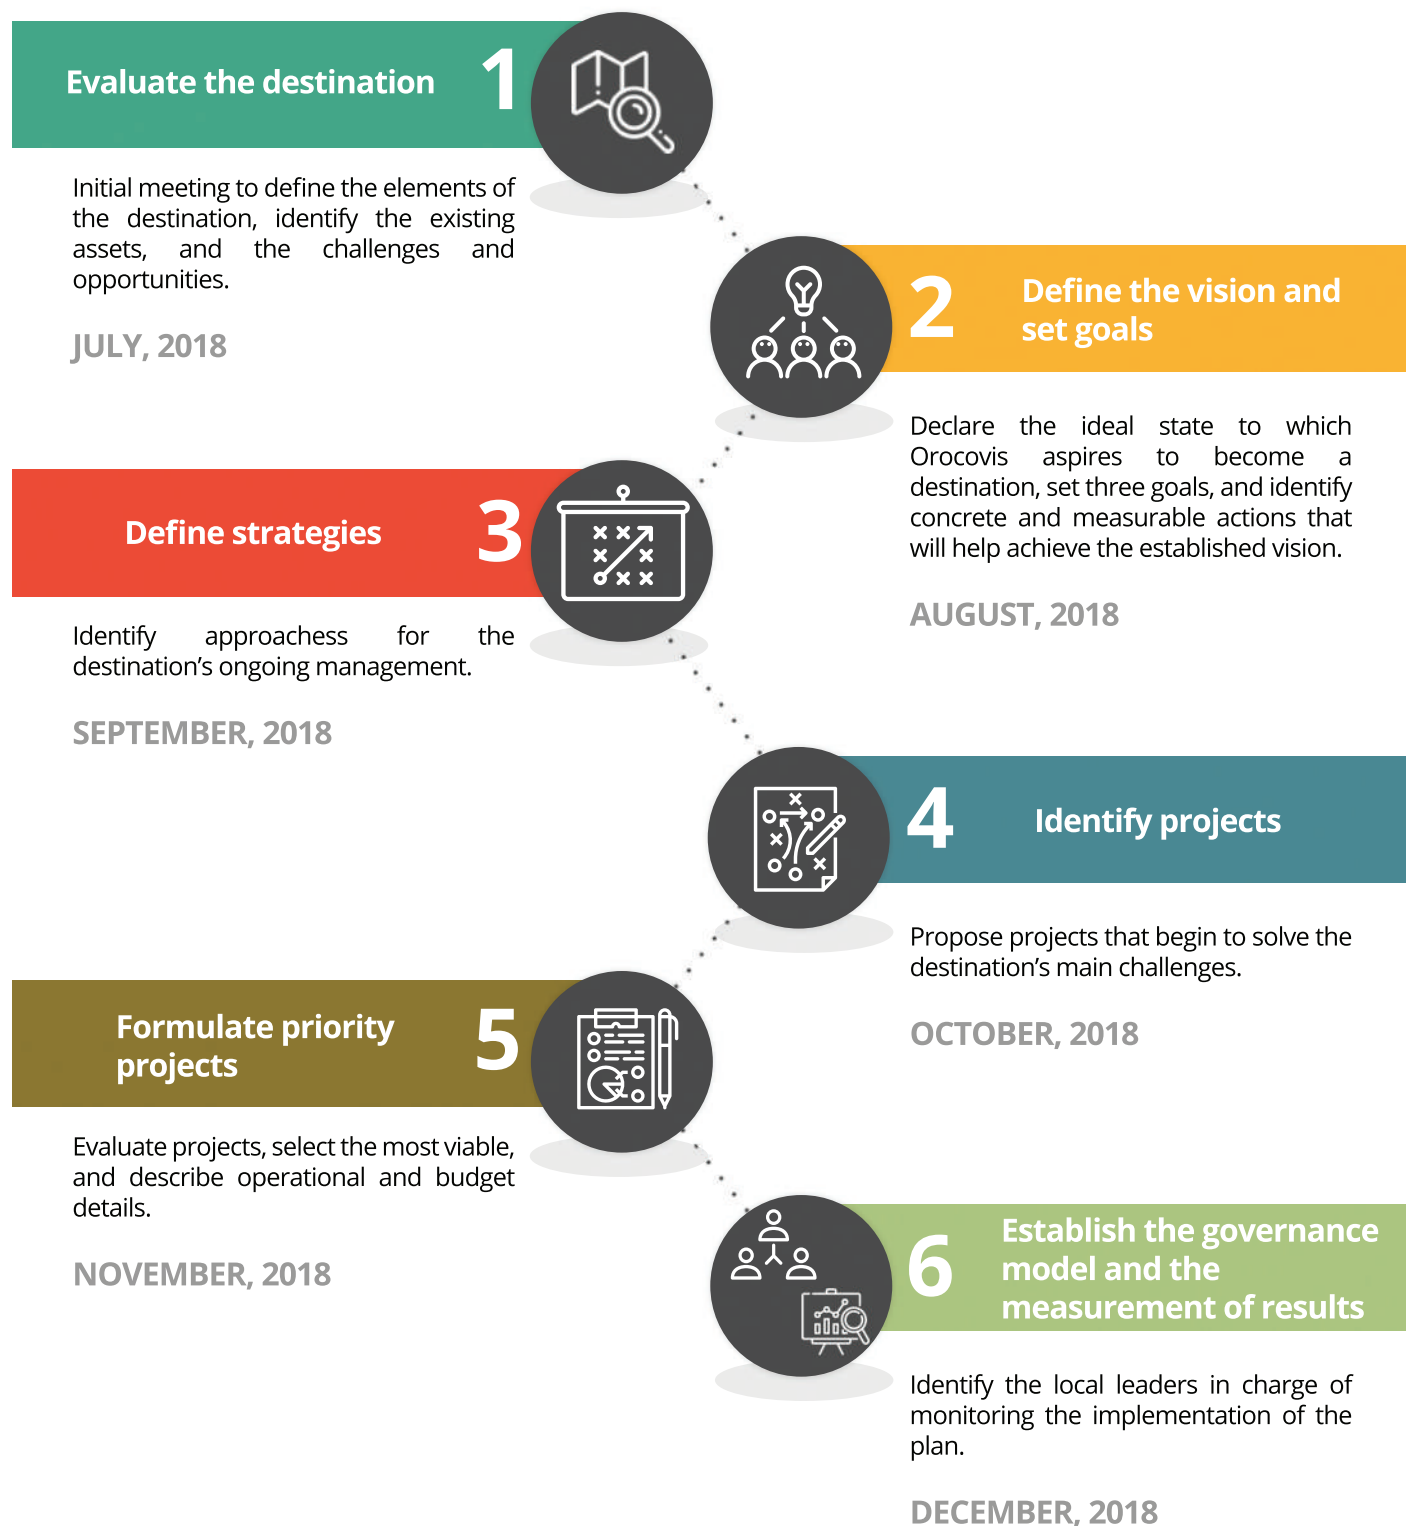 Evaluate the destination
1
Initial meeting to define the elements of
the destination, identify the existing
assets, and the challenges and
opportunities.
JULY, 2018
2
Define the vision and
set goals
Declare the ideal state to which
Orocovis aspires to become a
destination, set three goals, and identify
concrete and measurable actions that
will help achieve the established vision.
AUGUST, 2018
Define strategies
3
Identify approachess for the
destination’s ongoing management.
SEPTEMBER, 2018
4
Identify projects
Propose projects that begin to solve the
destination’s main challenges.
OCTOBER, 2018
Formulate priority
projects
5
Evaluate projects, select the most viable,
and describe operational and budget
details.
NOVEMBER, 2018
6
Establish the governance
model and the
measurement of results
Identify the local leaders in charge of
monitoring the implementation of the
plan.
DECEMBER, 2018